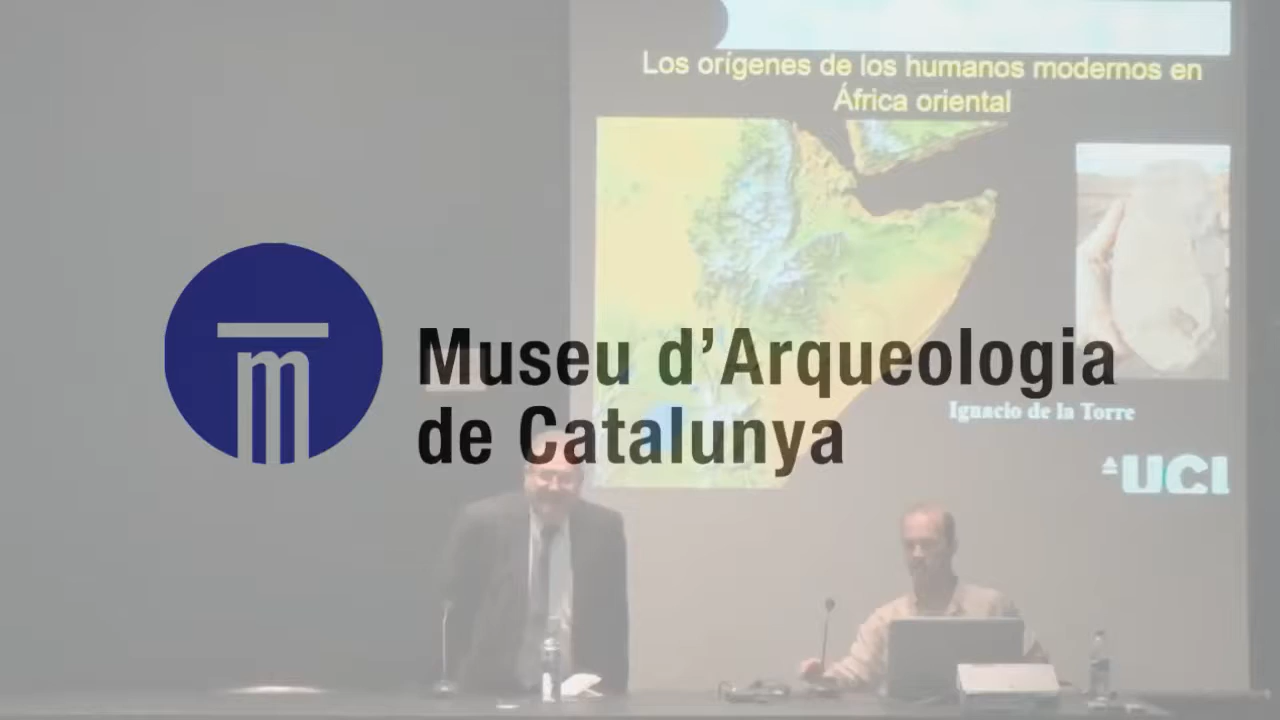 Los orígenes de los humanos modernos en
África oriental
Museu d'Arqueologia
de Catalunya
Ignacio de la Torre
UCL
m